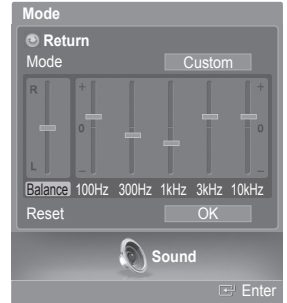 Mode
Return
Mode Custom
R + +
0 0
L - -
Balance 100Hz 300Hz 1kHz 3kHz 10kHz
Reset OK
Sound
Enter